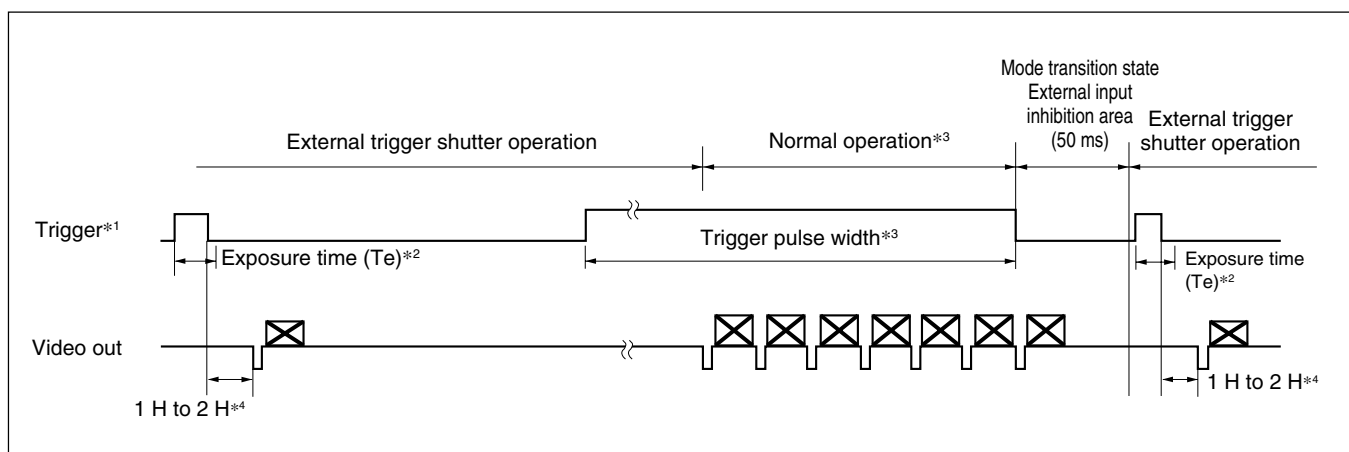 Mode transition state
External input
inhibition area
(50 ms)
External trigger shutter operation
Normal operation*3
External trigger
shutter operation
Trigger*1
Exposure time (Te)*2
Trigger pulse width*3
Exposure time
(Te)*2
Video out
1 H to 2 H*4
1 H to 2 H*4